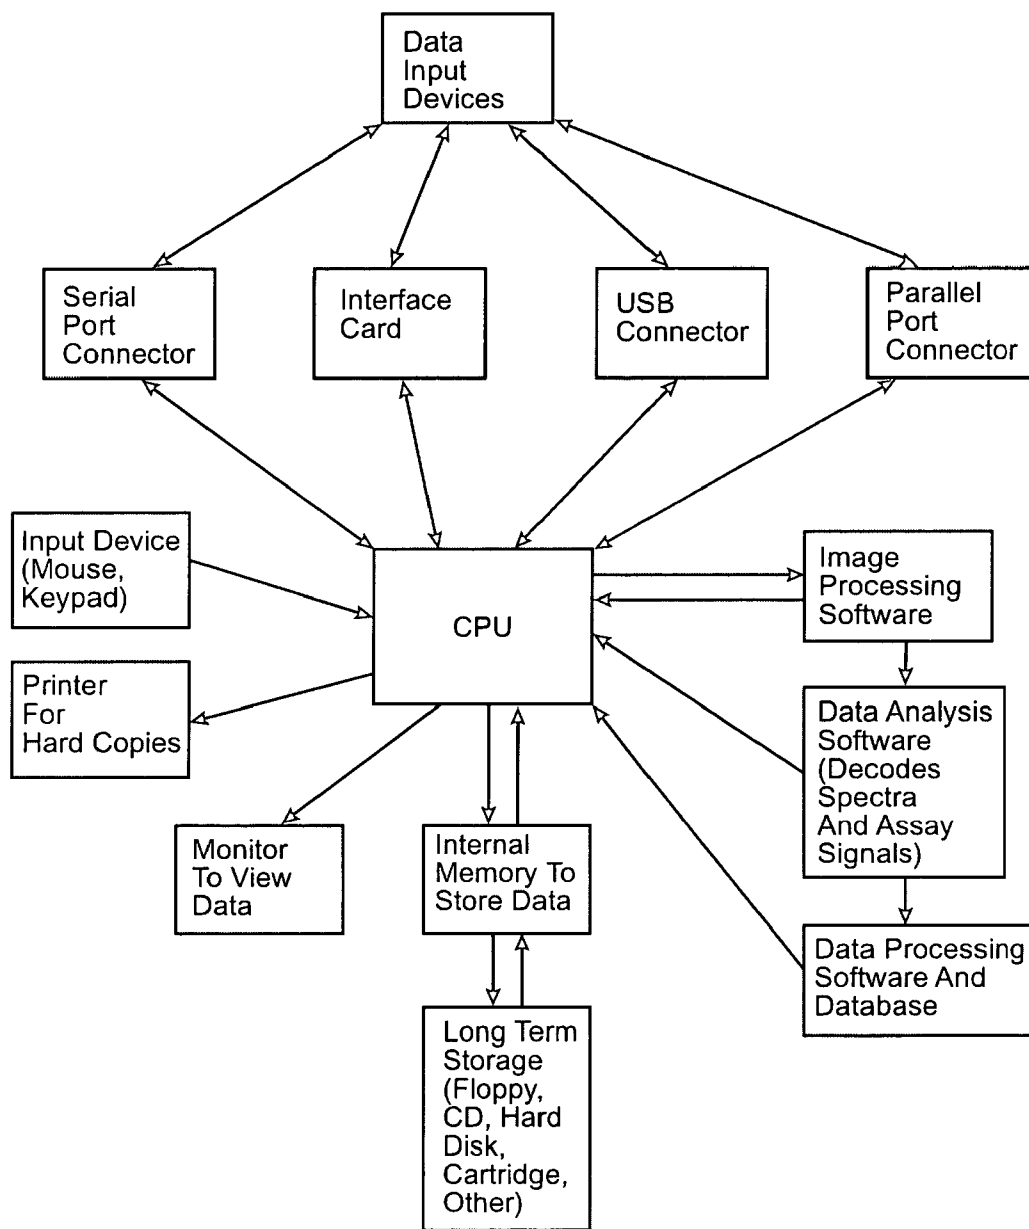 Data
Input
Devices
Serial
Port
Connector
Interface
Card
USB
Connector
Parallel
Port
Connector
Input Device
(Mouse,
Keypad)
CPU
Image
Processing
Software
Printer
For
Hard Copies
Data Analysis
Software
(Decodes
Spectra
And Assay
Signals)
Monitor
To View
Data
Internal
Memory To
Store Data
Data Processing
Software And
Database
Long Term
Storage
(Floppy,
CD, Hard
Disk,
Cartridge,
Other)